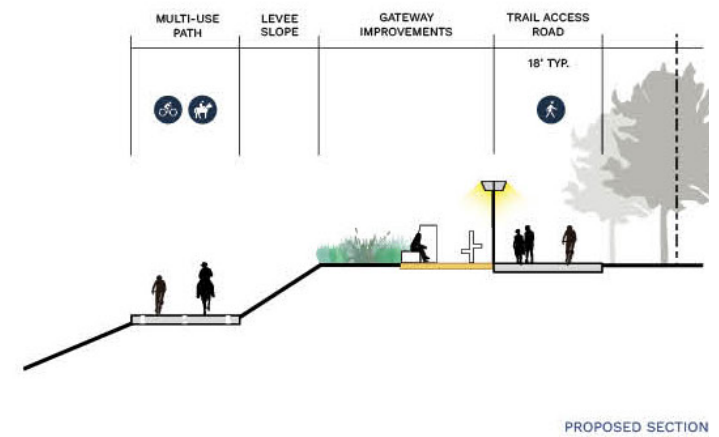 MULTI-USE
PATH
LEVEE
SLOPE
GATEWAY
IMPROVEMENTS
TRAIL ACCESS
ROAD
18' TYP.
PROPOSED SECTION